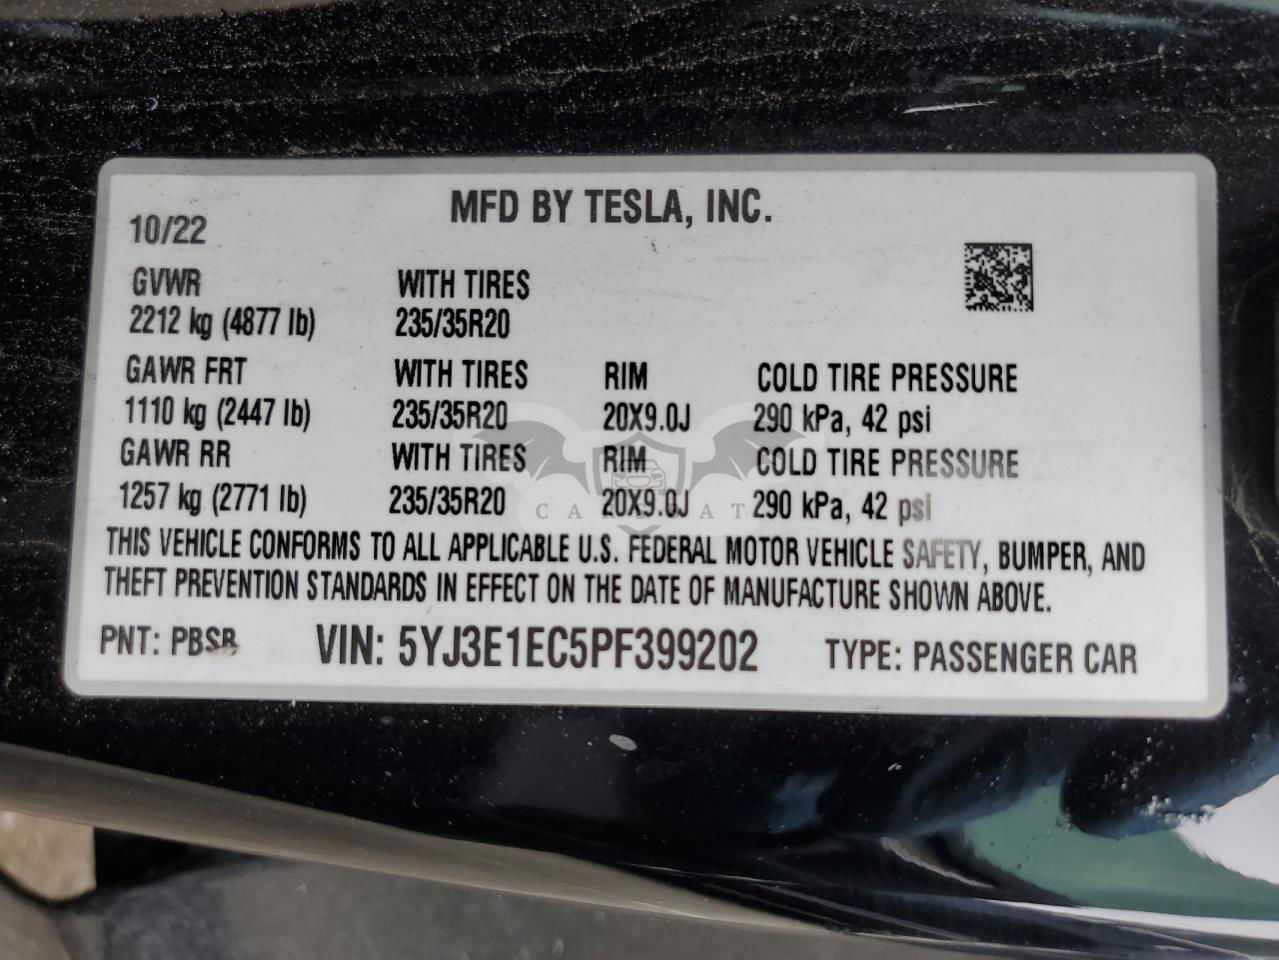 MFD BY TESLA, INC.
10/22
GVWR WITH TIRES
2212 kg (4877 lb) 235/35R20
GAWR FRT WITH TIRES RIM COLD TIRE PRESSURE
1110 kg (2447 lb) 235/35R20 20X9.0J 290 kPa, 42 psi
GAWR RR WITH TIRES RIM COLD TIRE PRESSURE
1257 kg (2771 lb) 235/35R20 20X9.0J 290 kPa, 42 psi
THIS VEHICLE CONFORMS TO ALL APPLICABLE U.S. FEDERAL MOTOR VEHICLE SAFETY, BUMPER, AND
THEFT PREVENTION STANDARDS IN EFFECT ON THE DATE OF MANUFACTURE SHOWN ABOVE.
PNT: PBSB VIN: 5YJ3E1EC5PF399202 TYPE: PASSENGER CAR